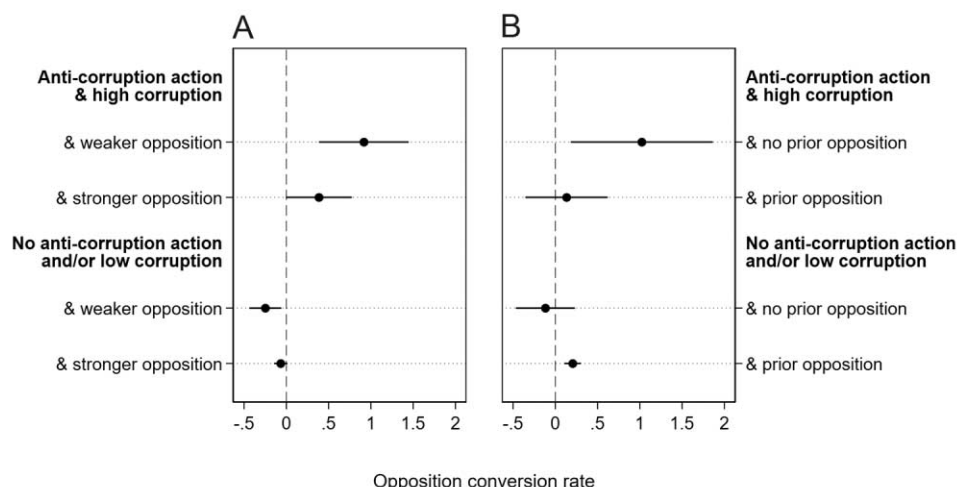 A
B
Anti-corruption action
& high corruption
& weaker opposition
& stronger opposition
No anti-corruption action
and/or low corruption
& weaker opposition
& stronger opposition
Anti-corruption action
& high corruption
& no prior opposition
& prior opposition
No anti-corruption action
and/or low corruption
& no prior opposition
& prior opposition
-.5 0 .5 1 1.5 2
-.5 0 .5 1 1.5 2
Opposition conversion rate